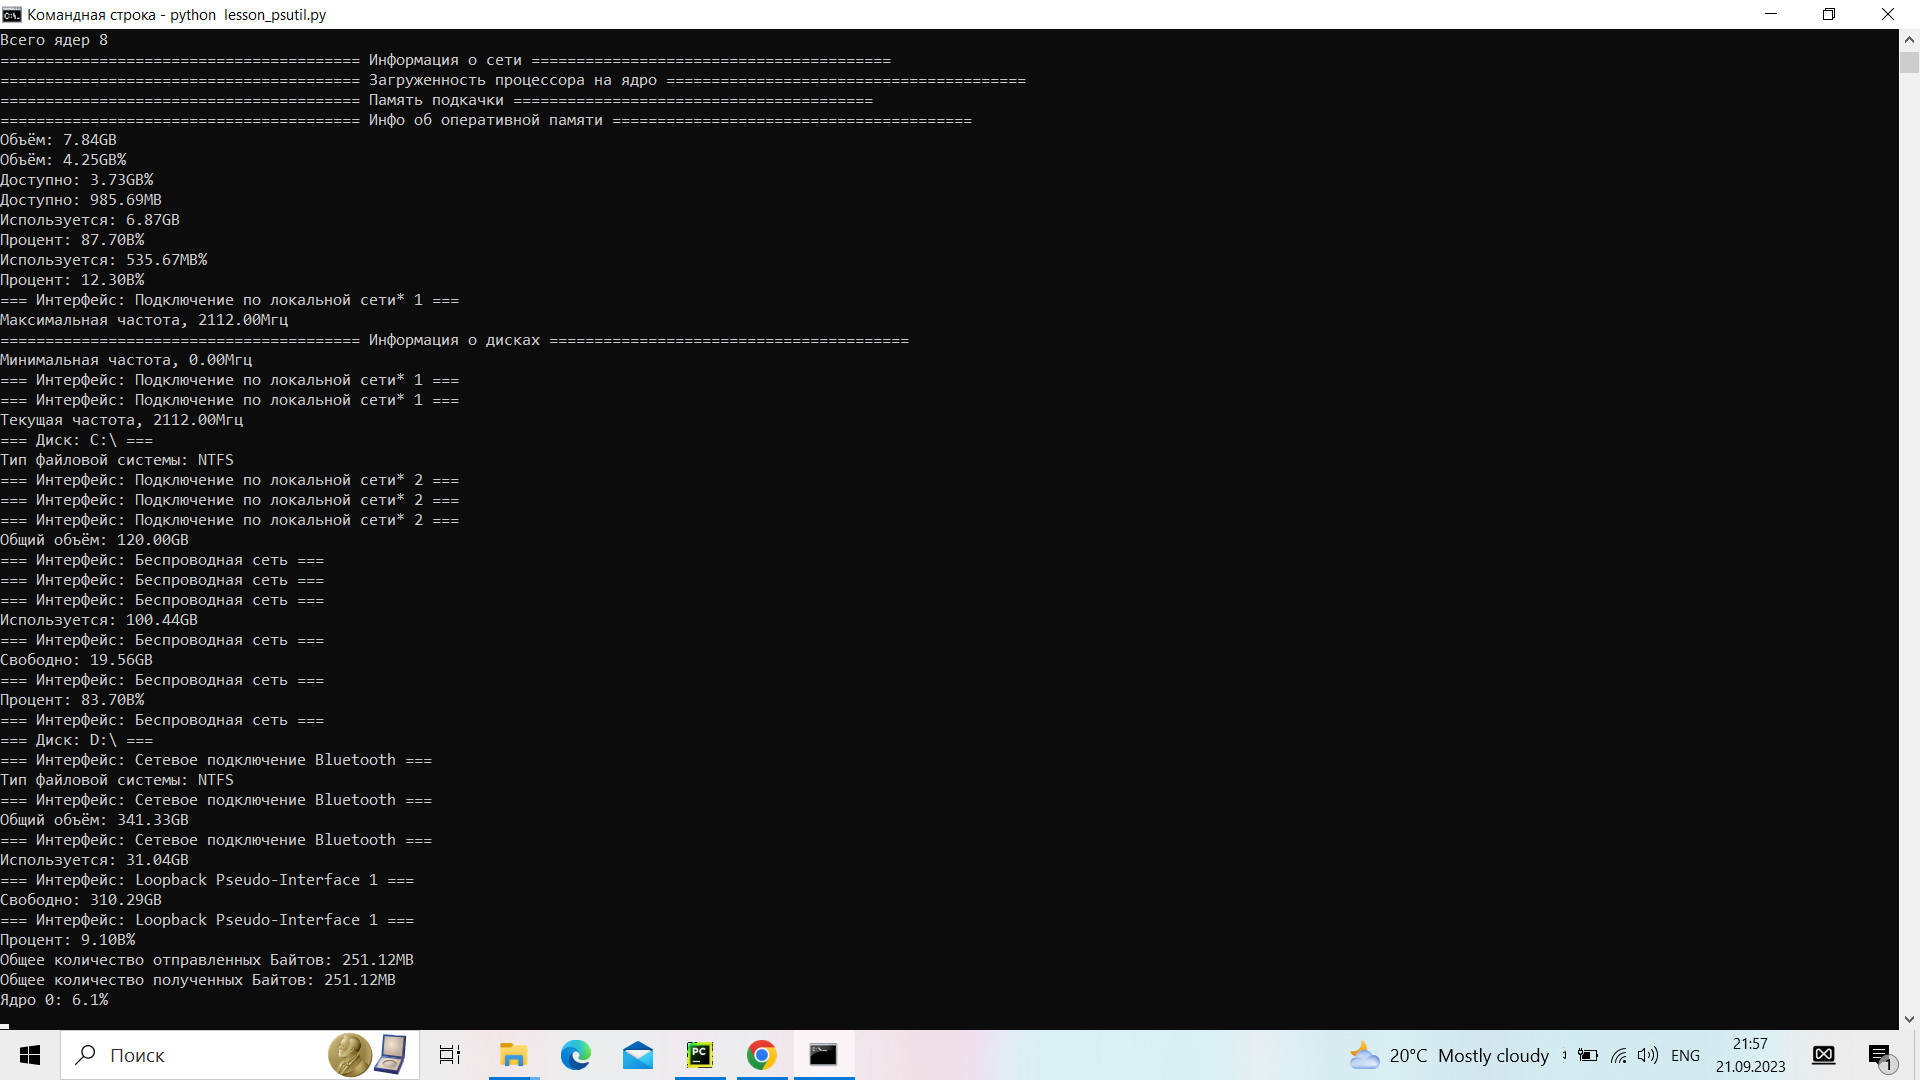 Командная строка - python lesson_psutil.py
Всего ядер 8
======================================== Информация о сети ========================================
======================================== Загруженность процессора на ядро ========================================
======================================== Память подкачки ========================================
======================================== Инфо об оперативной памяти ========================================
Объём: 7.84GB
Объём: 4.25GB%
Доступно: 3.73GB%
Доступно: 985.69MB
Используется: 6.87GB
Процент: 87.70B%
Используется: 535.67MB%
Процент: 12.30B%
=== Интерфейс: Подключение по локальной сети* 1 ===
Максимальная частота, 2112.00Мгц
======================================== Информация о дисках ========================================
Минимальная частота, 0.00Мгц
=== Интерфейс: Подключение по локальной сети* 1 ===
=== Интерфейс: Подключение по локальной сети* 1 ===
Текущая частота, 2112.00Мгц
=== Диск: C:\ ===
Тип файловой системы: NTFS
=== Интерфейс: Подключение по локальной сети* 2 ===
=== Интерфейс: Подключение по локальной сети* 2 ===
=== Интерфейс: Подключение по локальной сети* 2 ===
Общий объём: 120.00GB
=== Интерфейс: Беспроводная сеть ===
=== Интерфейс: Беспроводная сеть ===
=== Интерфейс: Беспроводная сеть ===
Используется: 100.44GB
=== Интерфейс: Беспроводная сеть ===
Свободно: 19.56GB
=== Интерфейс: Беспроводная сеть ===
Процент: 83.70B%
=== Интерфейс: Беспроводная сеть ===
=== Диск: D:\ ===
=== Интерфейс: Сетевое подключение Bluetooth ===
Тип файловой системы: NTFS
=== Интерфейс: Сетевое подключение Bluetooth ===
Общий объём: 341.33GB
=== Интерфейс: Сетевое подключение Bluetooth ===
Используется: 31.04GB
=== Интерфейс: Loopback Pseudo-Interface 1 ===
Свободно: 310.29GB
=== Интерфейс: Loopback Pseudo-Interface 1 ===
Процент: 9.10B%
Общее количество отправленных Байтов: 251.12MB
Общее количество полученных Байтов: 251.12MB
Ядро 0: 6.1%
Поиск
PC
20°C Mostly cloudy
ENG
21:57
21.09.2023
1